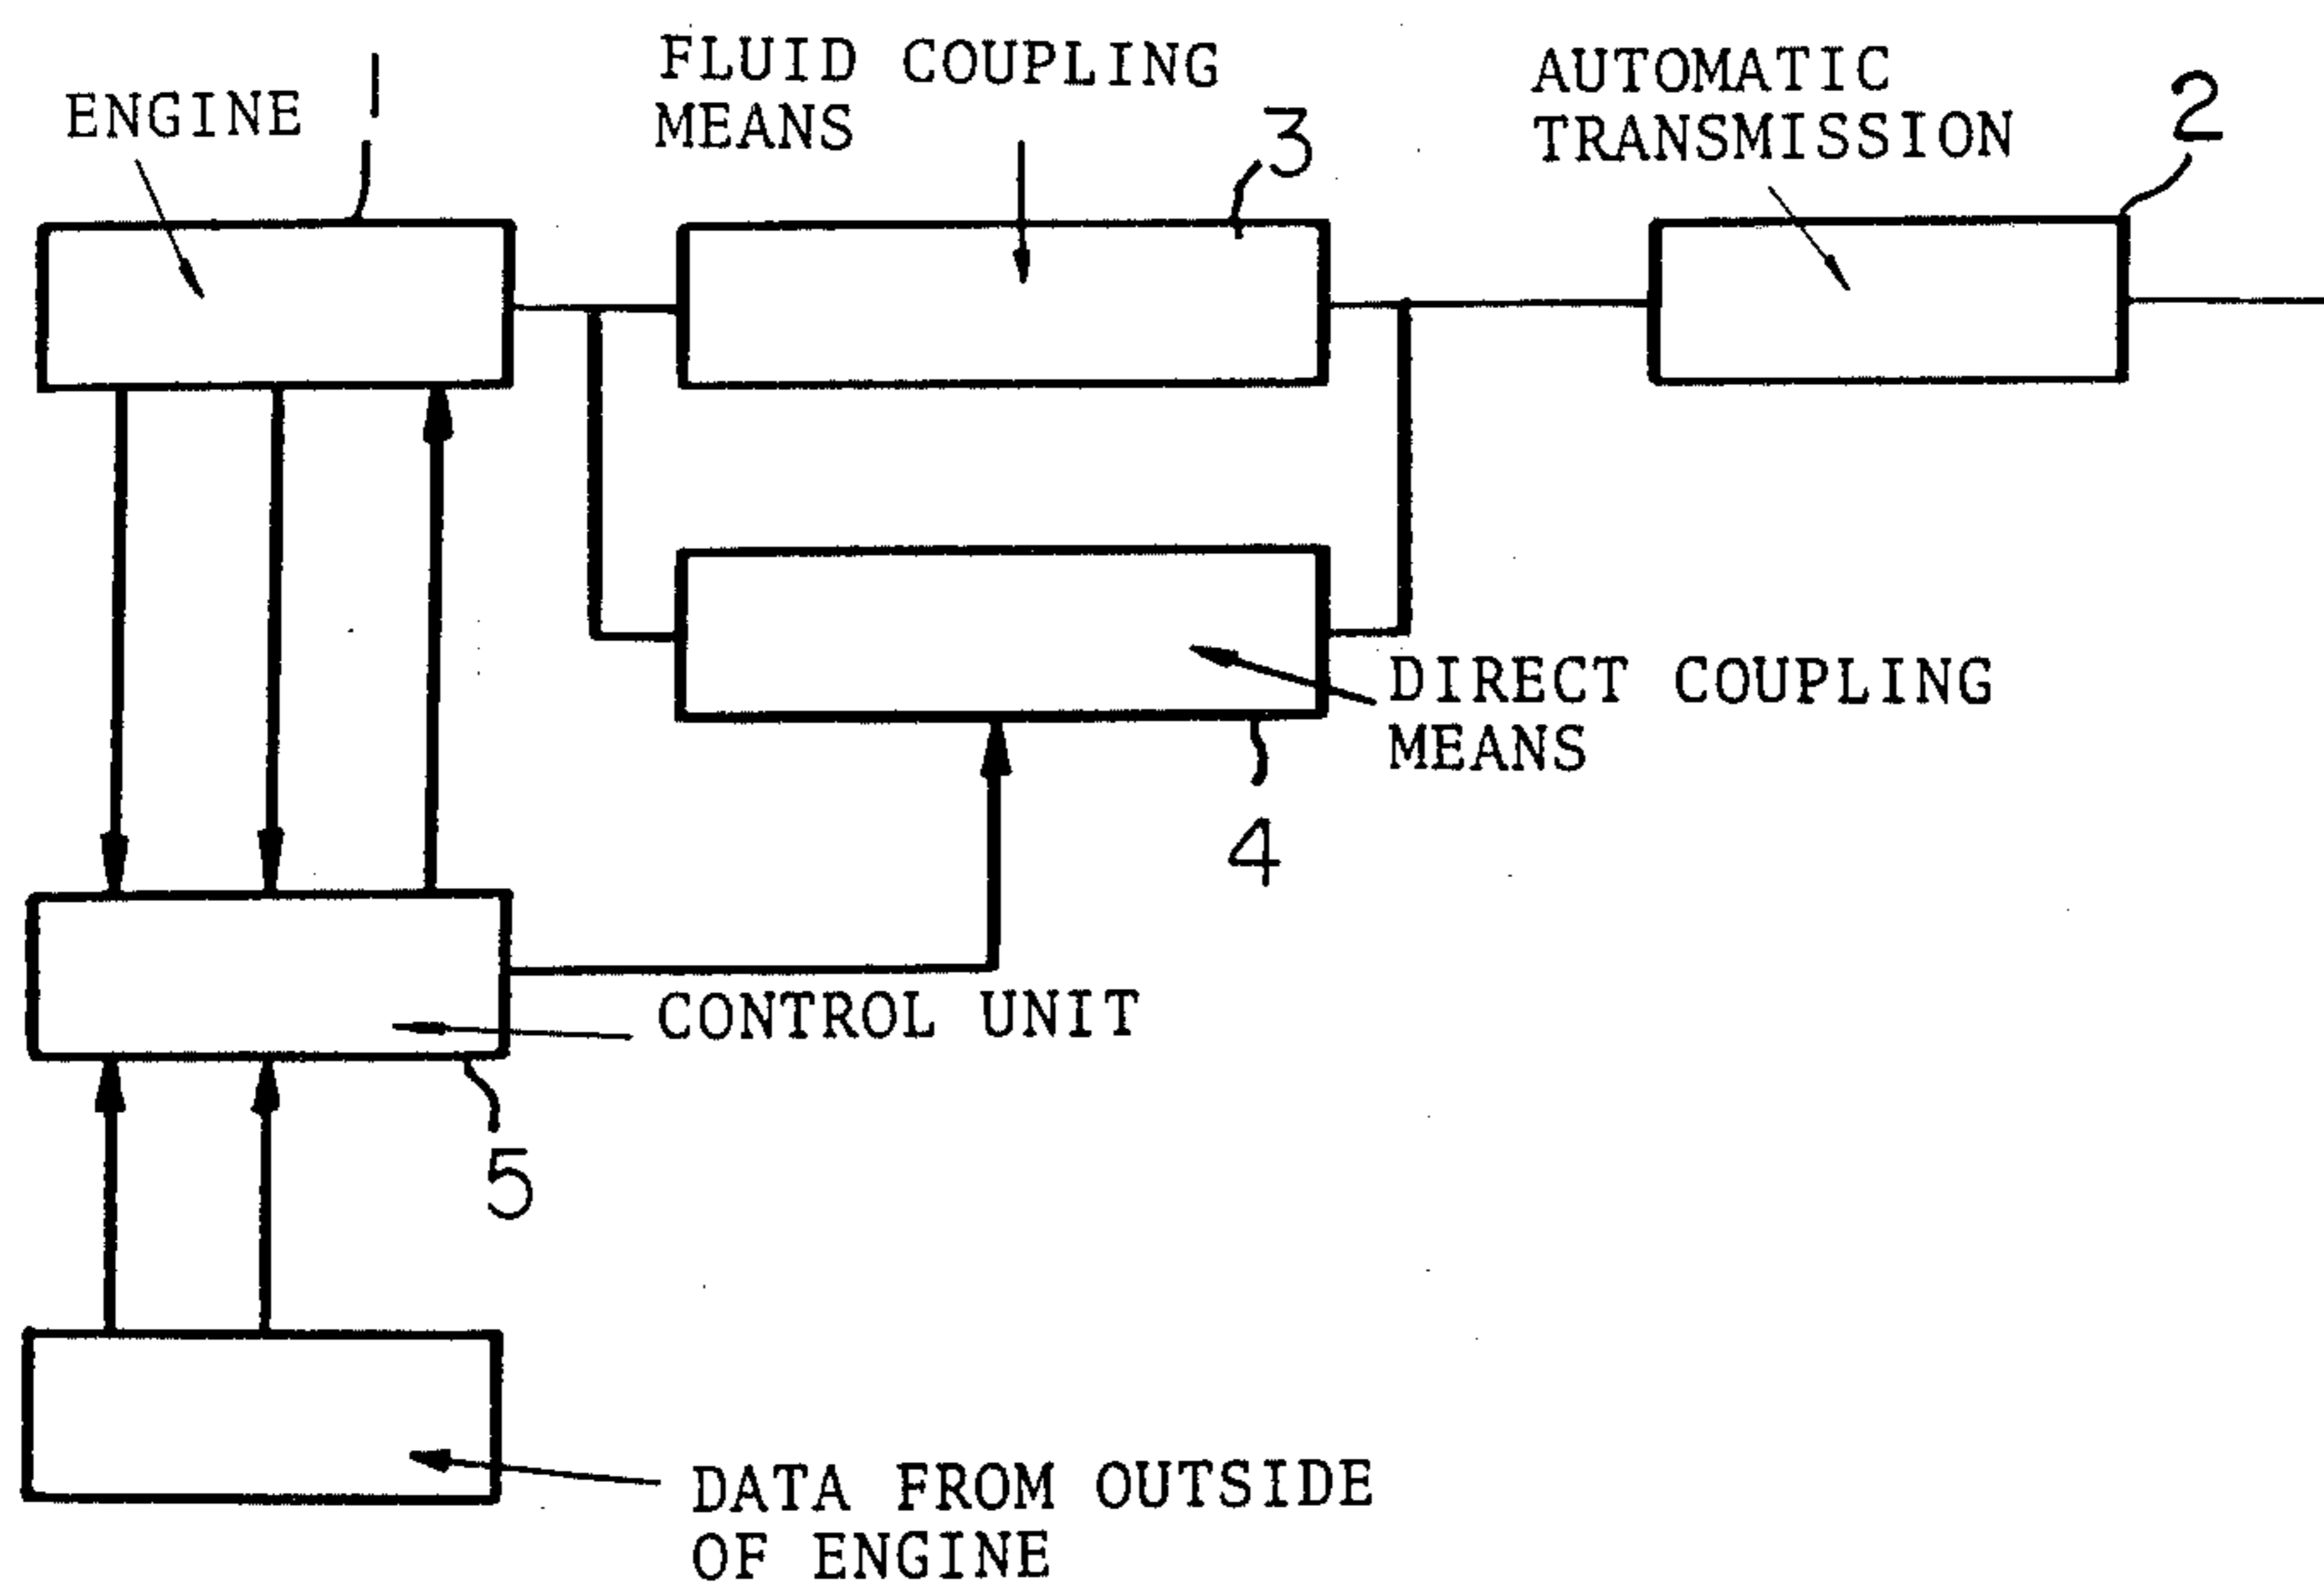 ENGINE
1
FLUID COUPLING
MEANS
3
AUTOMATIC
TRANSMISSION
2
DIRECT COUPLING
MEANS
4
CONTROL UNIT
5
DATA FROM OUTSIDE
OF ENGINE